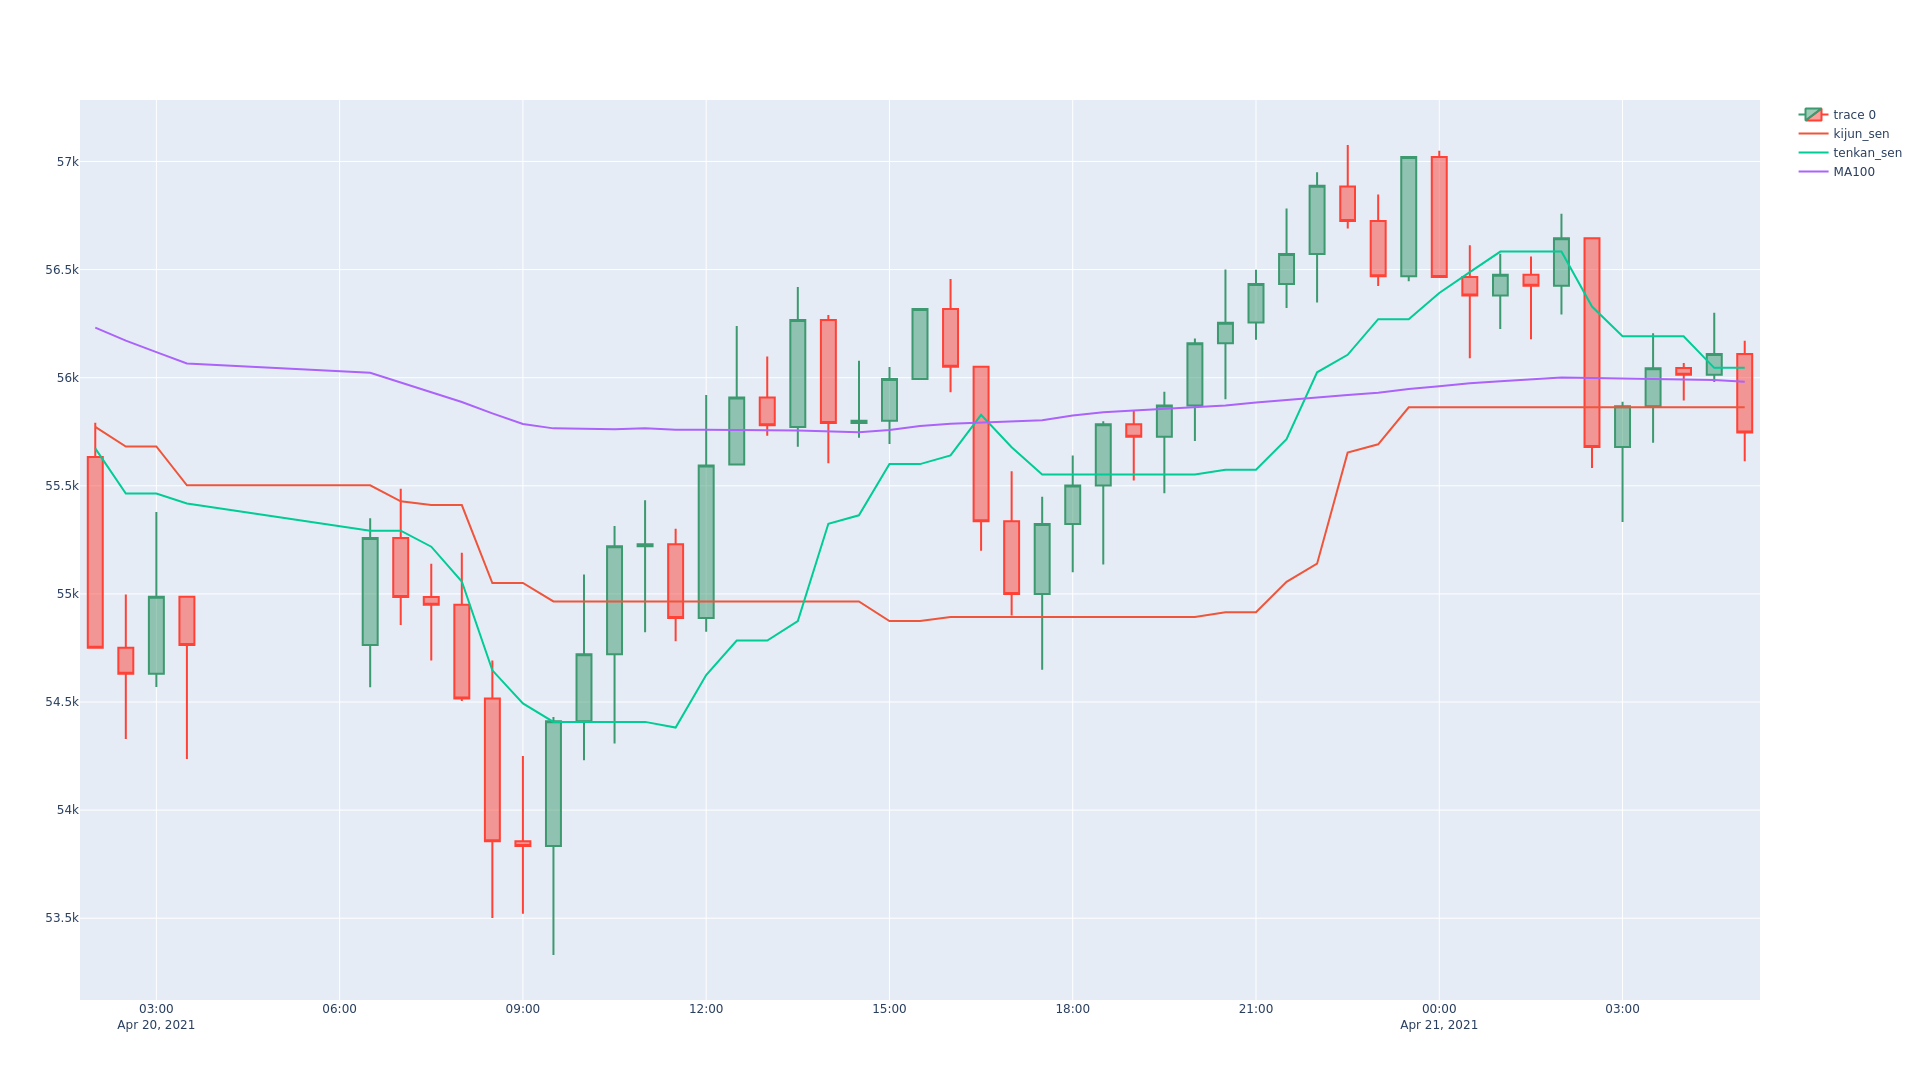 trace 0
kijun_sen
tenkan_sen
MA100
57k
56.5k
56k
55.5k
55k
54.5k
54k
53.5k
03:00 06:00 09:00 12:00 15:00 18:00 21:00 00:00 03:00
Apr 20, 2021 Apr 21, 2021